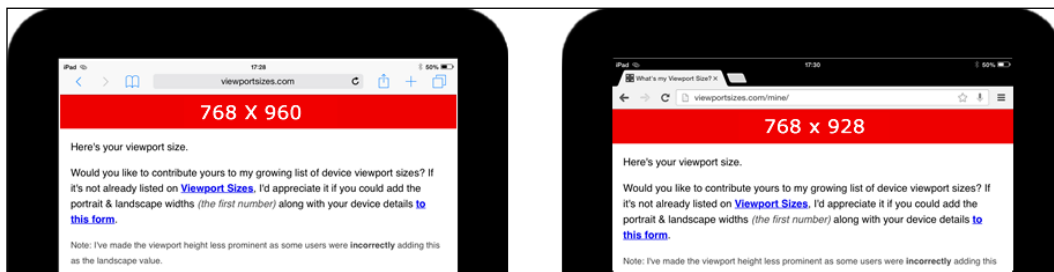 iPad 17:28 50%
viewportsizes.com
768 X 960
Here's your viewport size.
Would you like to contribute yours to my growing list of device viewport sizes? If
it's not already listed on Viewport Sizes, I'd appreciate it if you could add the
portrait & landscape widths (the first number) along with your device details to
this form.
Note: I've made the viewport height less prominent as some users were incorrectly adding this
as the landscape value.
iPad 17:30 50%
What's my Viewport Size? ×
viewportsizes.com/mine/
768 x 928
Here's your viewport size.
Would you like to contribute yours to my growing list of device viewport sizes? If
it's not already listed on Viewport Sizes, I'd appreciate it if you could add the
portrait & landscape widths (the first number) along with your device details to
this form.
Note: I've made the viewport height less prominent as some users were incorrectly adding this